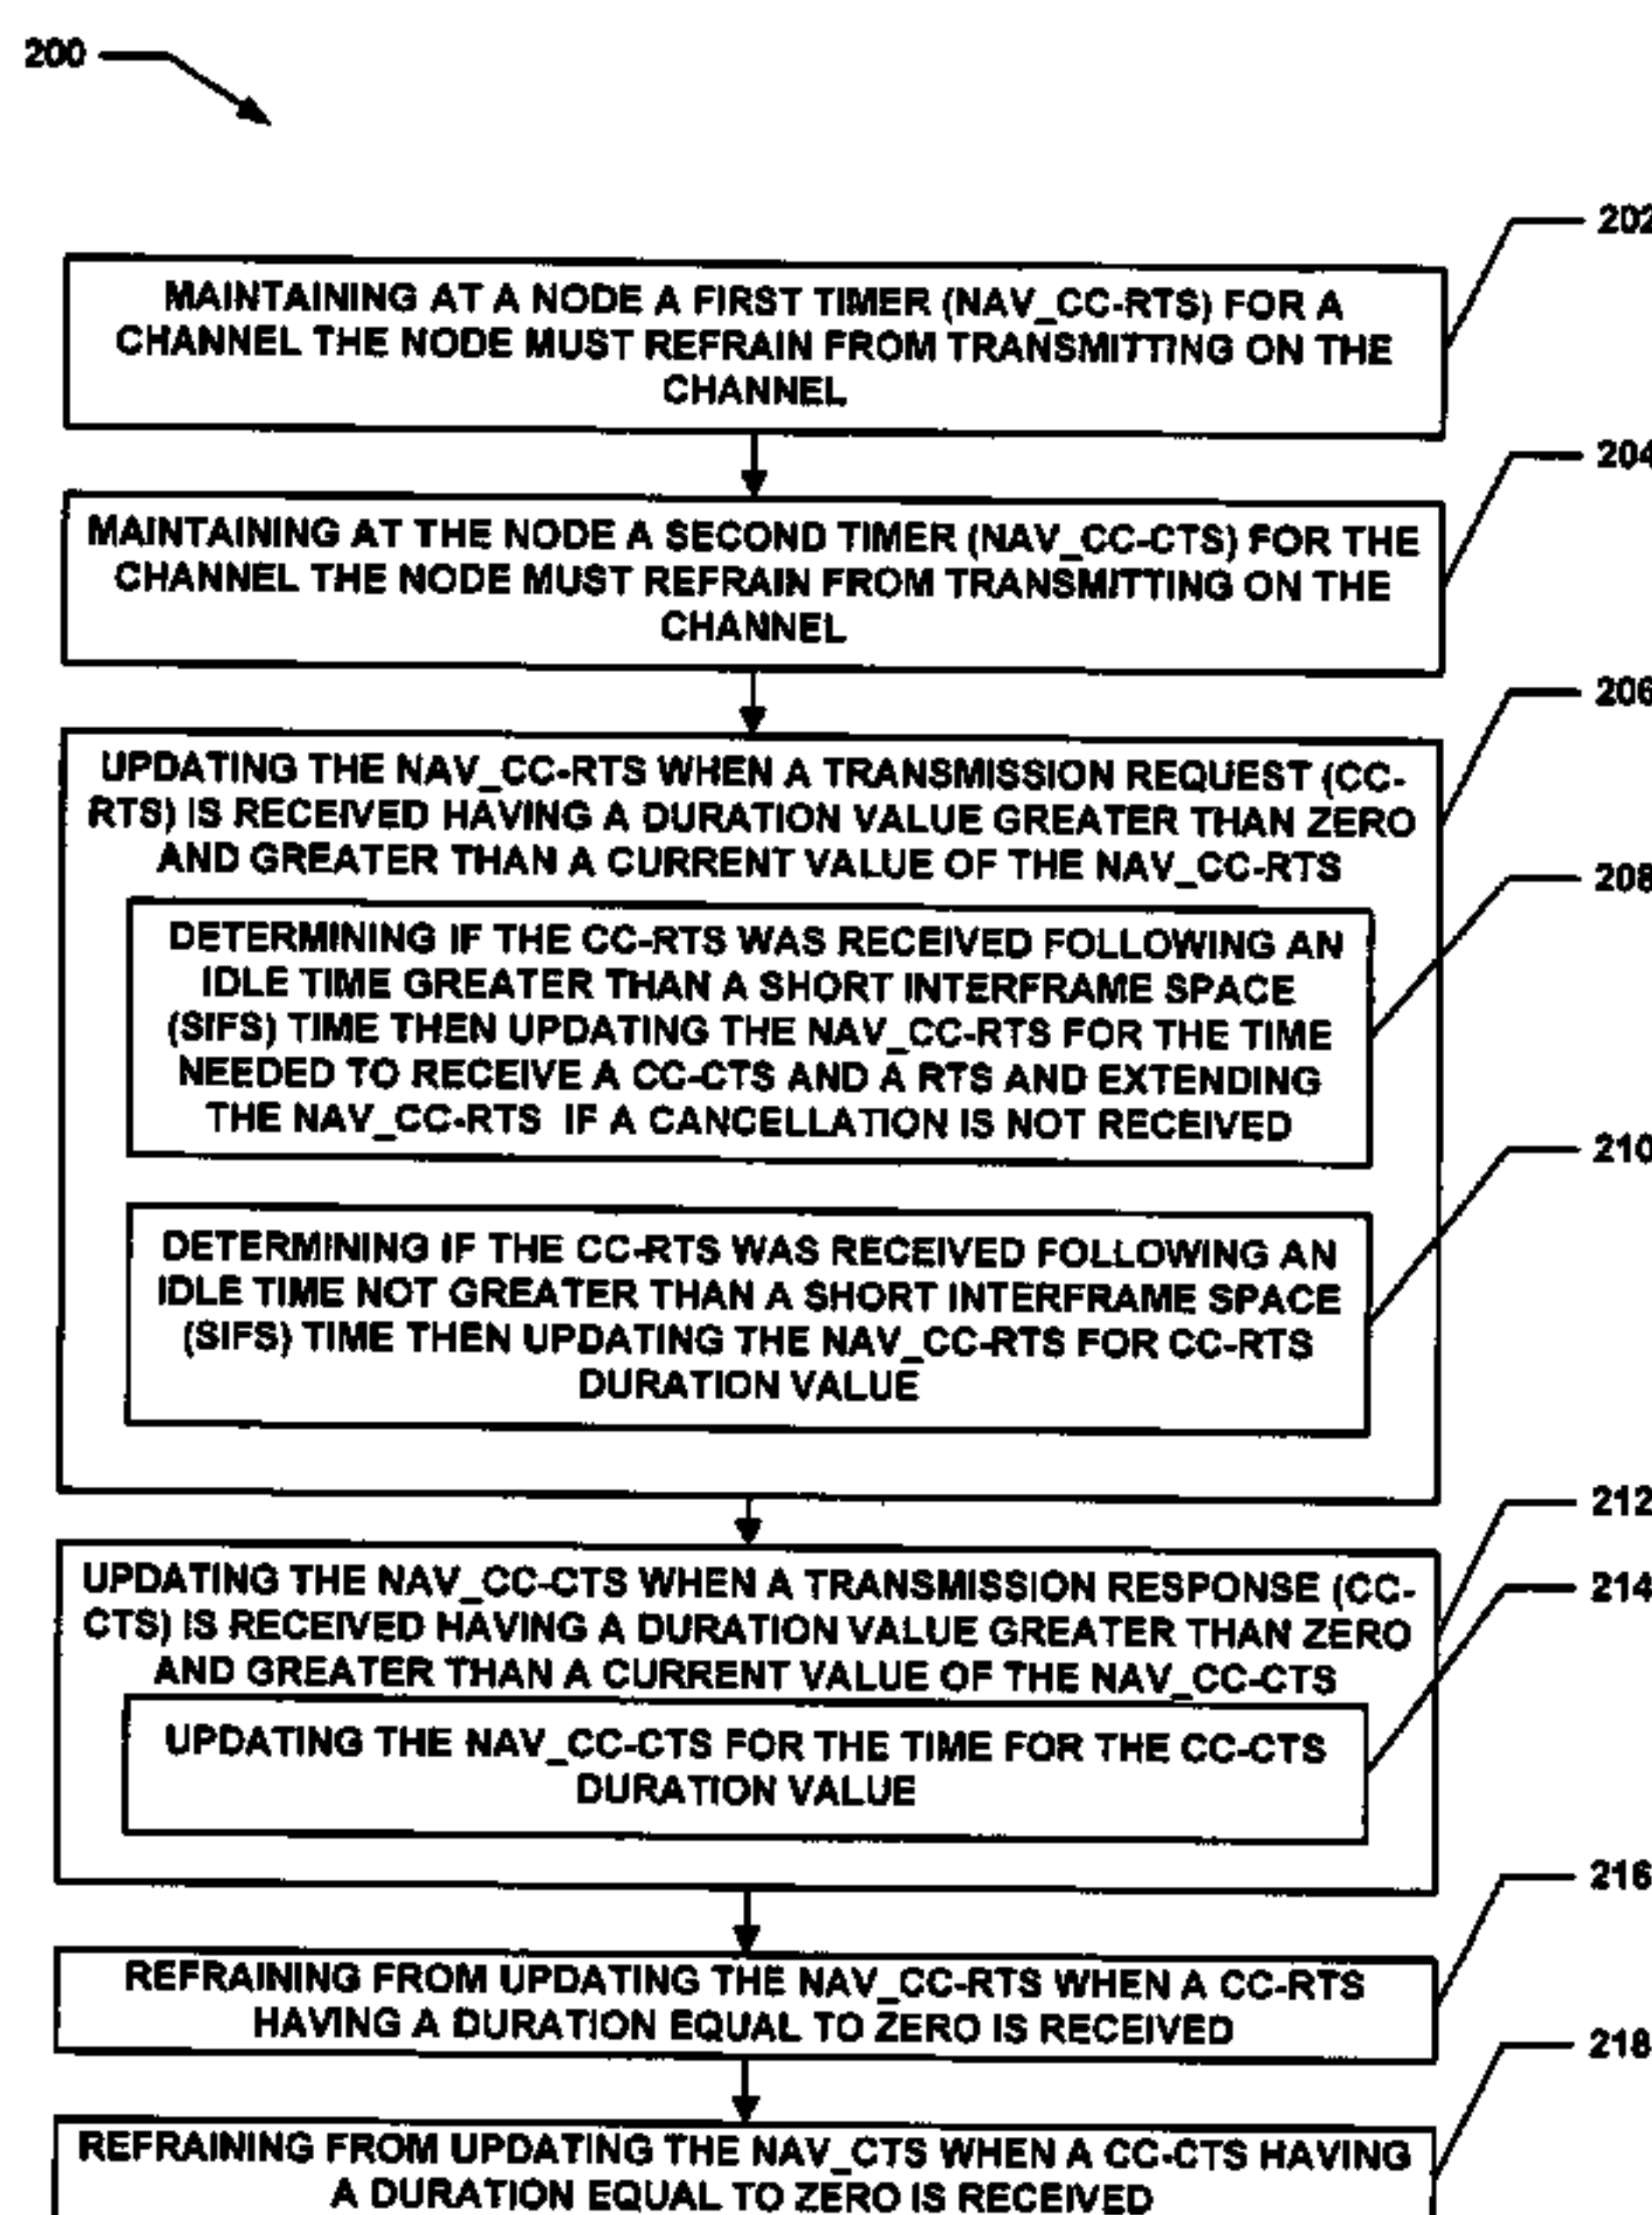 200
202
MAINTAINING AT A NODE A FIRST TIMER (NAV_CC-RTS) FOR A
CHANNEL THE NODE MUST REFRAIN FROM TRANSMITTING ON THE
CHANNEL
204
MAINTAINING AT THE NODE A SECOND TIMER (NAV_CC-CTS) FOR THE
CHANNEL THE NODE MUST REFRAIN FROM TRANSMITTING ON THE
CHANNEL
206
UPDATING THE NAV_CC-RTS WHEN A TRANSMISSION REQUEST (CC-
RTS) IS RECEIVED HAVING A DURATION VALUE GREATER THAN ZERO
AND GREATER THAN A CURRENT VALUE OF THE NAV_CC-RTS
208
DETERMINING IF THE CC-RTS WAS RECEIVED FOLLOWING AN
IDLE TIME GREATER THAN A SHORT INTERFRAME SPACE
(SIFS) TIME THEN UPDATING THE NAV_CC-RTS FOR THE TIME
NEEDED TO RECEIVE A CC-CTS AND A RTS AND EXTENDING
THE NAV_CC-RTS IF A CANCELLATION IS NOT RECEIVED
210
DETERMINING IF THE CC-RTS WAS RECEIVED FOLLOWING AN
IDLE TIME NOT GREATER THAN A SHORT INTERFRAME SPACE
(SIFS) TIME THEN UPDATING THE NAV_CC-RTS FOR CC-RTS
DURATION VALUE
212
UPDATING THE NAV_CC-CTS WHEN A TRANSMISSION RESPONSE (CC-
CTS) IS RECEIVED HAVING A DURATION VALUE GREATER THAN ZERO
AND GREATER THAN A CURRENT VALUE OF THE NAV_CC-CTS
214
UPDATING THE NAV_CC-CTS FOR THE TIME FOR THE CC-CTS
DURATION VALUE
216
REFRAINING FROM UPDATING THE NAV_CC-RTS WHEN A CC-RTS
HAVING A DURATION EQUAL TO ZERO IS RECEIVED
218
REFRAINING FROM UPDATING THE NAV_CTS WHEN A CC-CTS HAVING
A DURATION EQUAL TO ZERO IS RECEIVED